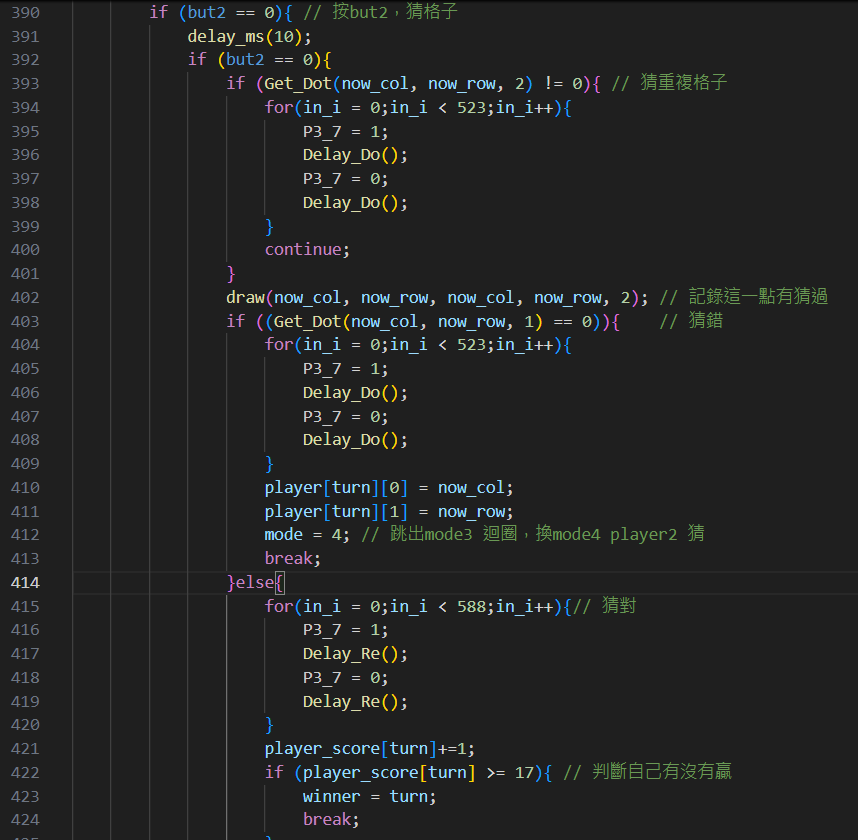 390 if (but2 == 0){ // 按but2，猜格子
391 delay_ms(10);
392 if (but2 == 0){
393 if (Get_Dot(now_col, now_row, 2) != 0){ // 猜重複格子
394 for(in_i = 0;in_i < 523;in_i++){
395 P3_7 = 1;
396 Delay_Do();
397 P3_7 = 0;
398 Delay_Do();
399 }
400 continue;
401 }
402 draw(now_col, now_row, now_col, now_row, 2); // 記錄這一點有猜過
403 if ((Get_Dot(now_col, now_row, 1) == 0)){ // 猜錯
404 for(in_i = 0;in_i < 523;in_i++){
405 P3_7 = 1;
406 Delay_Do();
407 P3_7 = 0;
408 Delay_Do();
409 }
410 player[turn][0] = now_col;
411 player[turn][1] = now_row;
412 mode = 4; // 跳出mode3 迴圈，換mode4 player2 猜
413 break;
414 }else{
415 for(in_i = 0;in_i < 588;in_i++){// 猜對
416 P3_7 = 1;
417 Delay_Re();
418 P3_7 = 0;
419 Delay_Re();
420 }
421 player_score[turn]+=1;
422 if (player_score[turn] >= 17){ // 判斷自己有沒有贏
423 winner = turn;
424 break;